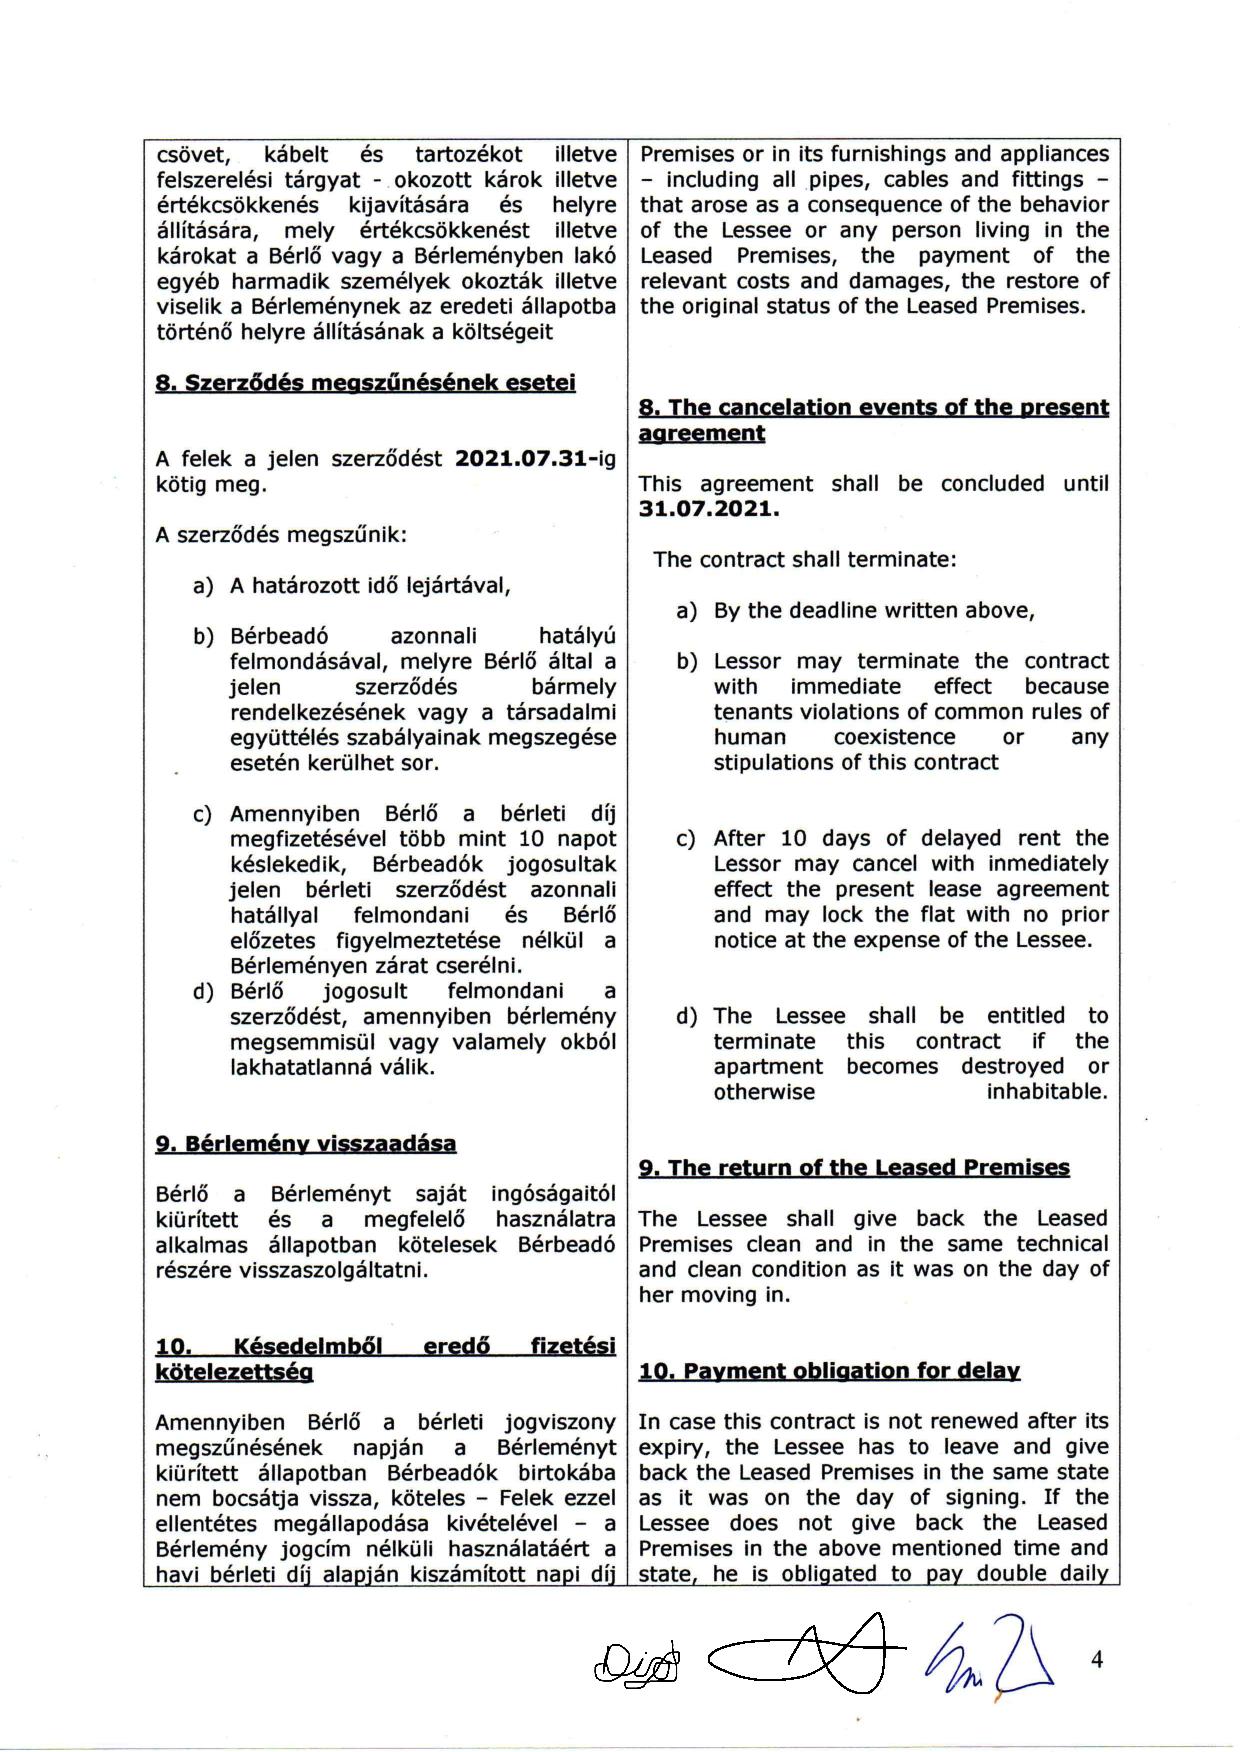 csövet, kábelt és tartozékot illetve
felszerelési tárgyat - okozott károk illetve
értékcsökkenés kijavítására és helyre
állítására, mely értékcsökkenést illetve
károkat a Bérlő vagy a Bérleményben lakó
egyéb harmadik személyek okozták illetve
viselik a Bérleménynek az eredeti állapotba
történő helyre állításának a költségeit
8. Szerződés megszűnésének esetei
A felek a jelen szerződést 2021.07.31-ig
kötig meg.
A szerződés megszűnik:
a) A határozott idő lejártával,
b) Bérbeadó azonnali hatályú
felmondásával, melyre Bérlő által a
jelen szerződés bármely
rendelkezésének vagy a társadalmi
együttélés szabályainak megszegése
esetén kerülhet sor.
c) Amennyiben Bérlő a bérleti díj
megfizetésével több mint 10 napot
késlekedik, Bérbeadók jogosultak
jelen bérleti szerződést azonnali
hatállyal felmondani és Bérlő
előzetes figyelmeztetése nélkül a
Bérleményen zárat cserélni.
d) Bérlő jogosult felmondani a
szerződést, amennyiben bérlemény
megsemmisül vagy valamely okból
lakhatatlanná válik.
9. Bérlemény visszaadása
Bérlő a Bérleményt saját ingóságaitól
kiürített és a megfelelő használatra
alkalmas állapotban kötelesek Bérbeadó
részére visszaszolgáltatni.
10. Késedelmből eredő fizetési
kötelezettség
Amennyiben Bérlő a bérleti jogviszony
megszűnésének napján a Bérleményt
kiürített állapotban Bérbeadók birtokába
nem bocsátja vissza, köteles – Felek ezzel
ellentétes megállapodása kivételével – a
Bérlemény jogcím nélküli használatáért a
havi bérleti díj alapján kiszámított napi díj
Premises or in its furnishings and appliances
– including all pipes, cables and fittings –
that arose as a consequence of the behavior
of the Lessee or any person living in the
Leased Premises, the payment of the
relevant costs and damages, the restore of
the original status of the Leased Premises.
8. The cancelation events of the present
agreement
This agreement shall be concluded until
31.07.2021.
The contract shall terminate:
a) By the deadline written above,
b) Lessor may terminate the contract
with immediate effect because
tenants violations of common rules of
human coexistence or any
stipulations of this contract
c) After 10 days of delayed rent the
Lessor may cancel with inmediately
effect the present lease agreement
and may lock the flat with no prior
notice at the expense of the Lessee.
d) The Lessee shall be entitled to
terminate this contract if the
apartment becomes destroyed or
otherwise inhabitable.
9. The return of the Leased Premises
The Lessee shall give back the Leased
Premises clean and in the same technical
and clean condition as it was on the day of
her moving in.
10. Payment obligation for delay
In case this contract is not renewed after its
expiry, the Lessee has to leave and give
back the Leased Premises in the same state
as it was on the day of signing. If the
Lessee does not give back the Leased
Premises in the above mentioned time and
state, he is obligated to pay double daily
4